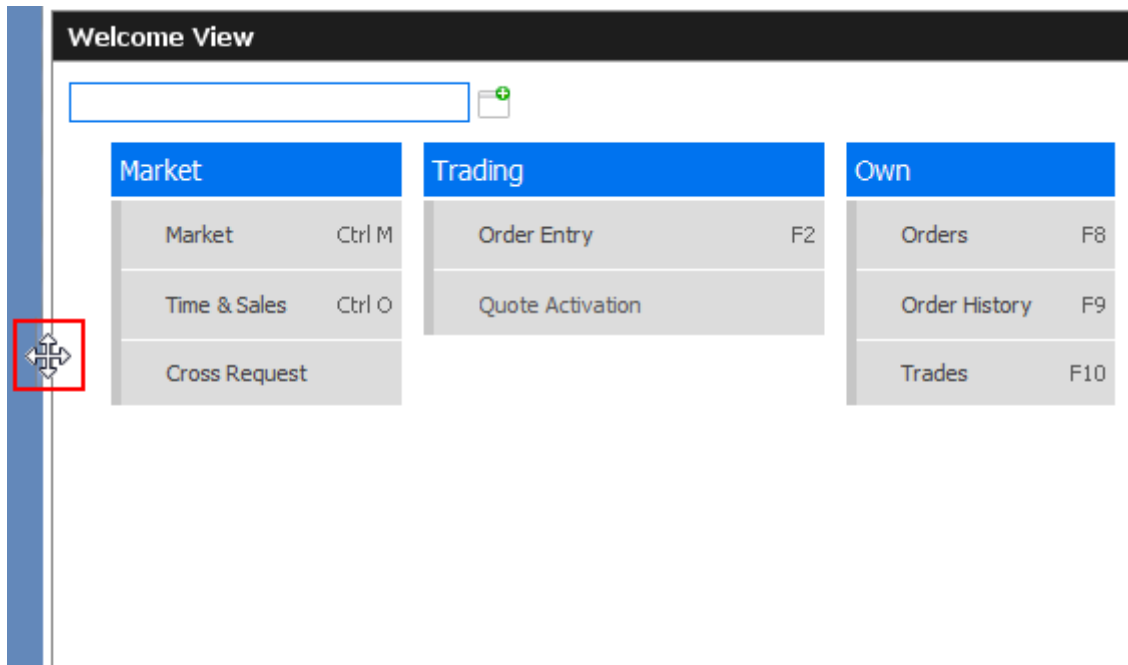 Welcome View
Market Trading Own
Market Ctrl M Order Entry F2 Orders F8
Time & Sales Ctrl O Quote Activation Order History F9
Cross Request Trades F10